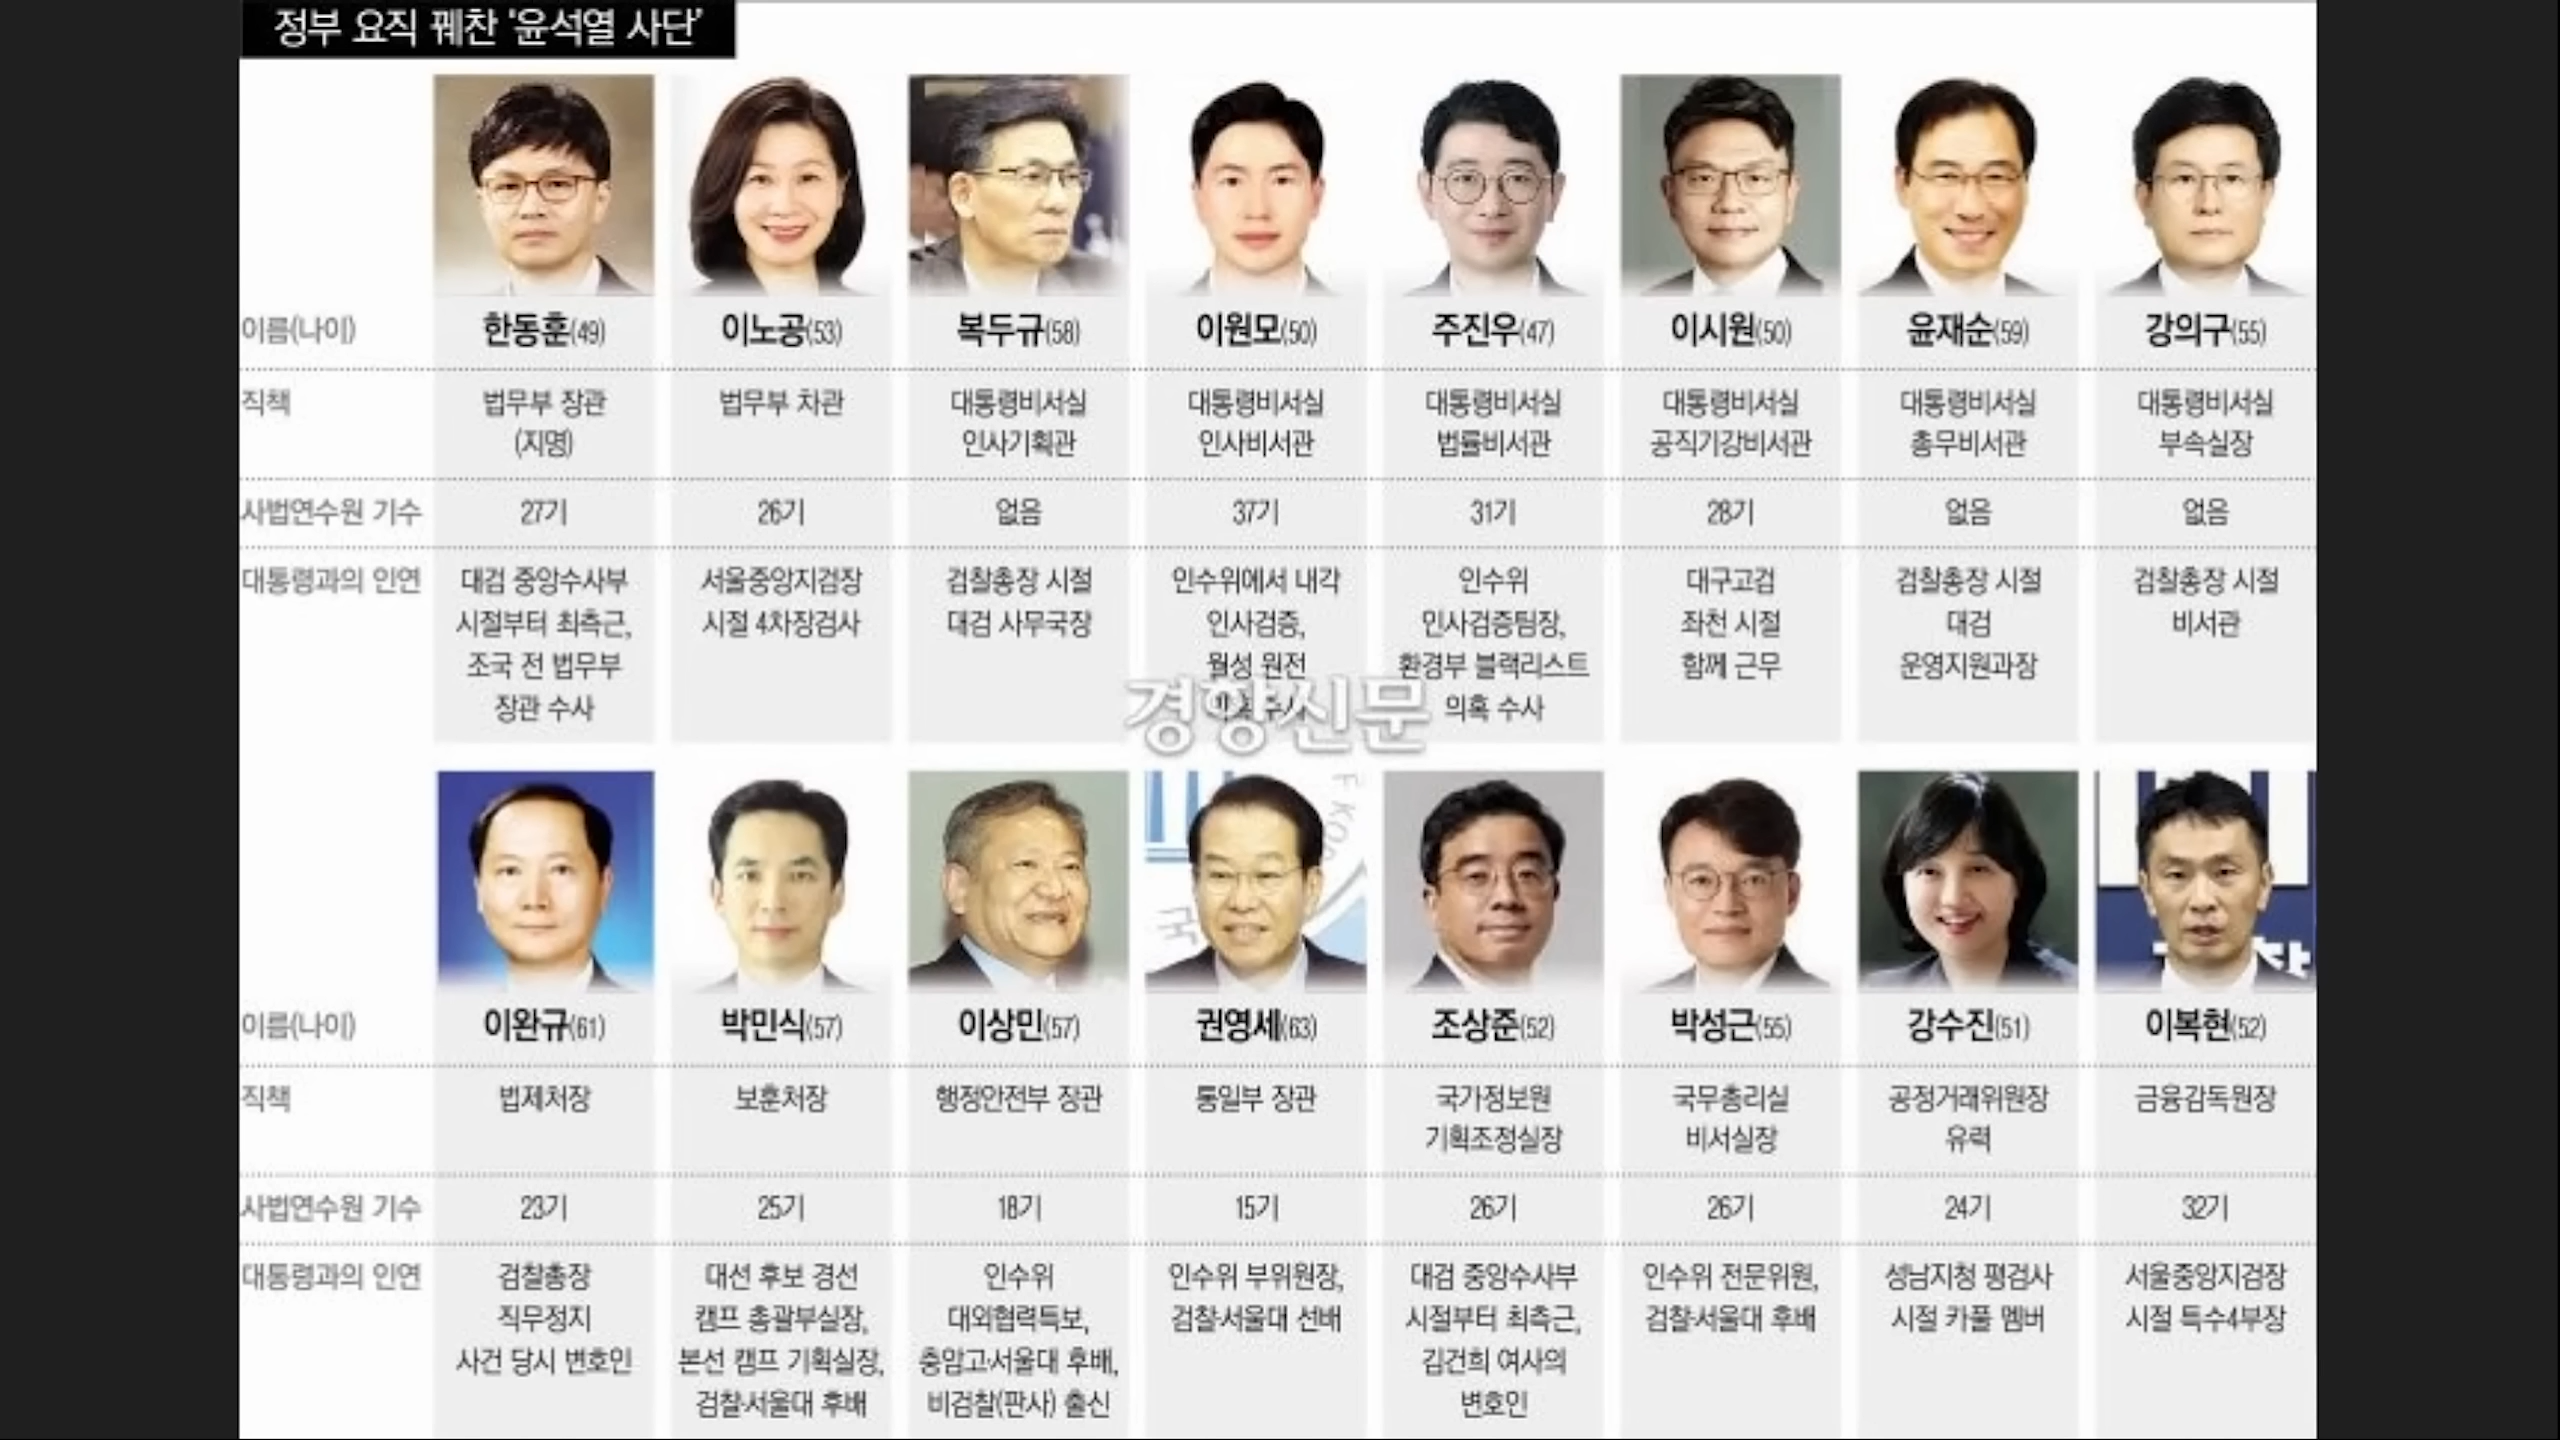 정부 요직 꿰찬 '윤석열 사단'
이름(나이) 한동훈(49) 이노공(53) 복두규(58) 이원모(50) 주진우(47) 이시원(50) 윤재순(59) 강의구(55)
직책 법무부 장관 법무부 차관 대통령비서실 대통령비서실 대통령비서실 대통령비서실 대통령비서실 대통령비서실
(지명) 인사기획관 인사비서관 법률비서관 공직기강비서관 총무비서관 부속실장
사법연수원 기수 27기 26기 없음 37기 31기 28기 없음 없음
대통령과의 인연 대검 중앙수사부 서울중앙지검장 검찰총장 시절 인수위에서 내각 인수위 대구고검 검찰총장 시절 검찰총장 시절
시절부터 최측근, 시절 4차장검사 대검 사무국장 인사검증, 인사검증팀장, 좌천 시절 대검 비서관
조국 전 법무부 월성 원전 환경부 블랙리스트 함께 근무 운영지원과장
장관 수사 의혹 수사
경향신문
국
이름(나이) 이완규(61) 박민식(57) 이상민(57) 권영세(63) 조상준(52) 박성근(55) 강수진(51) 이복현(52)
직책 법제처장 보훈처장 행정안전부 장관 통일부 장관 국가정보원 국무총리실 공정거래위원장 금융감독원장
기획조정실장 비서실장 유력
사법연수원 기수 23기 25기 18기 15기 26기 26기 24기 32기
대통령과의 인연 검찰총장 대선 후보 경선 인수위 인수위 부위원장, 대검 중앙수사부 인수위 전문위원, 성남지청 평검사 서울중앙지검장
직무정지 캠프 총괄부실장, 대외협력특보, 검찰·서울대 선배 시절부터 최측근, 검찰·서울대 후배 시절 카풀 멤버 시절 특수4부장
사건 당시 변호인 본선 캠프 기획실장, 충암고·서울대 후배, 김건희 여사의
검찰·서울대 후배 비검찰(판사) 출신 변호인